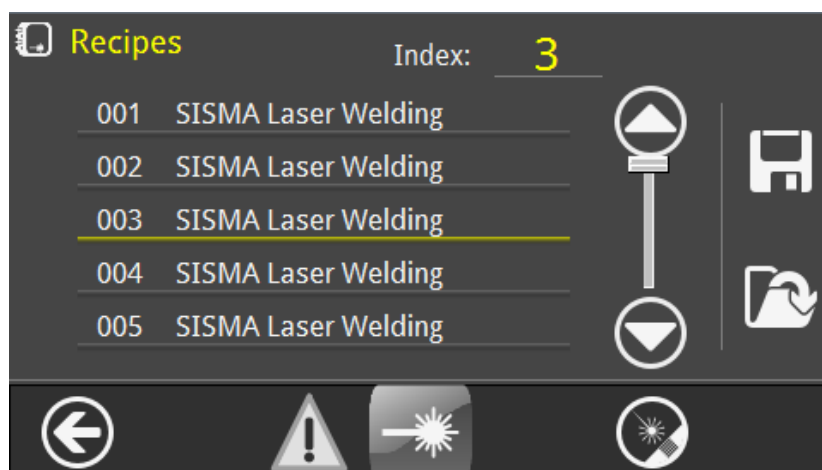 Recipes
Index: 3
001 SISMA Laser Welding
002 SISMA Laser Welding
003 SISMA Laser Welding
004 SISMA Laser Welding
005 SISMA Laser Welding